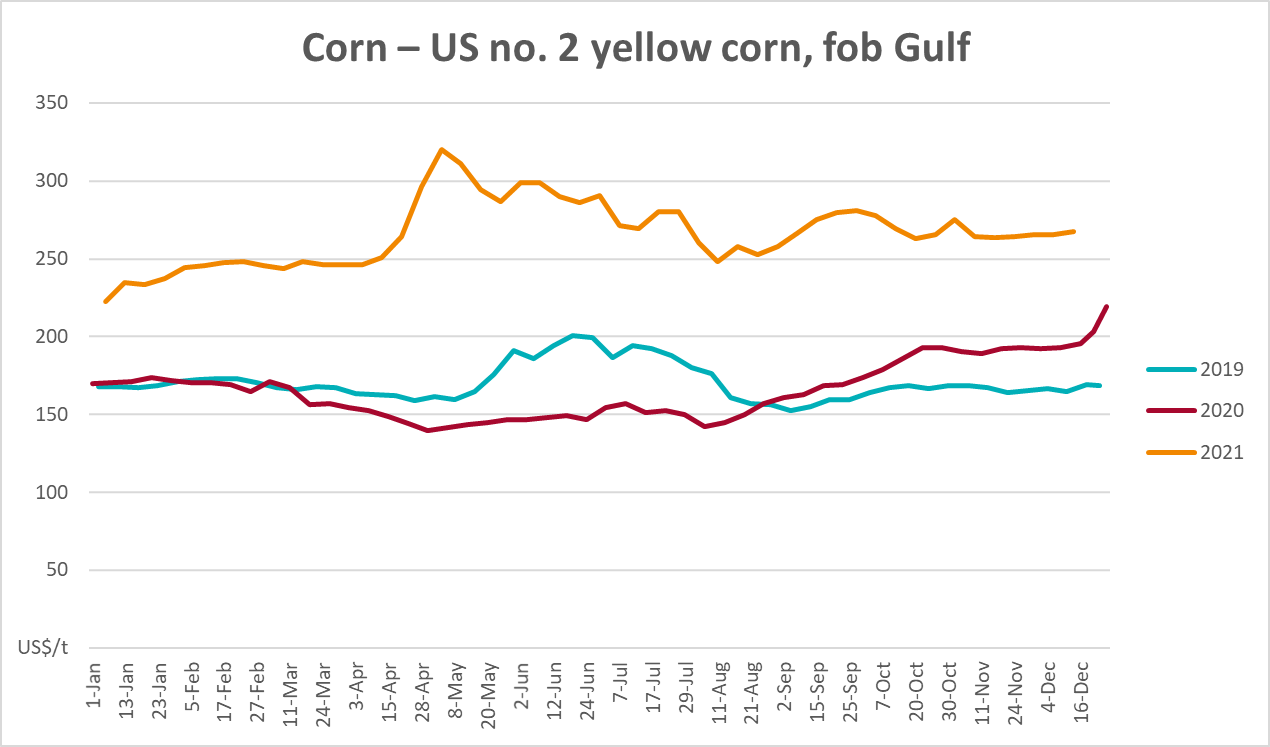 Corn – US no. 2 yellow corn, fob Gulf
350
300
250
200
150
100
50
US$/t
1-Jan
13-Jan
23-Jan
5-Feb
17-Feb
27-Feb
11-Mar
24-Mar
3-Apr
15-Apr
28-Apr
8-May
20-May
2-Jun
12-Jun
24-Jun
7-Jul
17-Jul
29-Jul
11-Aug
21-Aug
2-Sep
15-Sep
25-Sep
7-Oct
20-Oct
30-Oct
11-Nov
24-Nov
4-Dec
16-Dec
2019
2020
2021